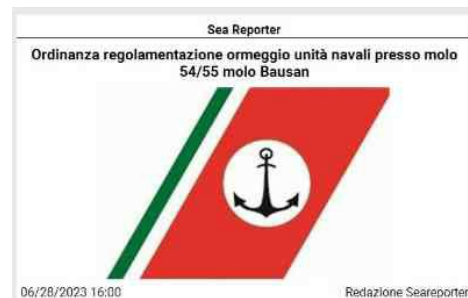 Sea Reporter
Ordinanza regolamentazione ormeggio unità navali presso molo
54/55 molo Bausan
06/28/2023 16:00
Redazione Seareporter